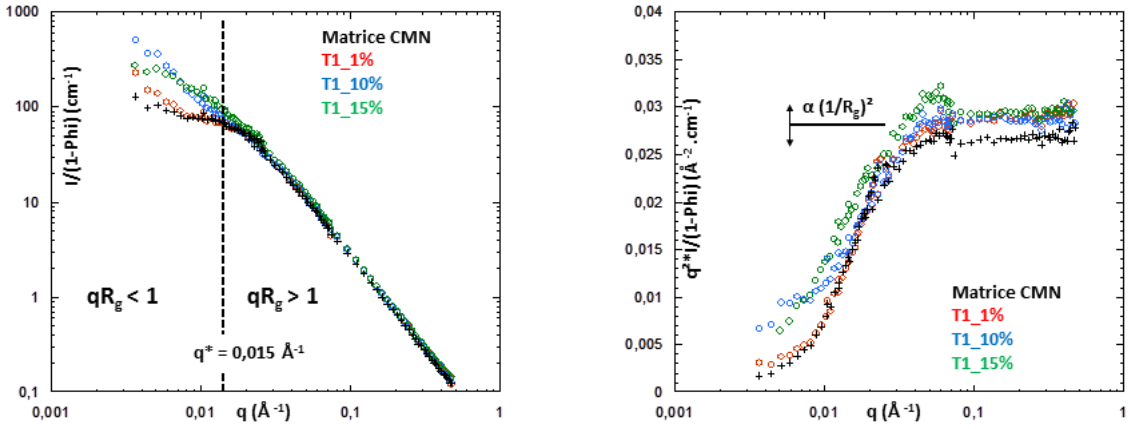 1000
100
10
1
0,1
0,001
0,01
0,1
1
I/(1-Phi) (cm⁻¹)
q (Å⁻¹)
Matrice CMN
T1_1%
T1_10%
T1_15%
qRg < 1
qRg > 1
q* = 0,015 Å⁻¹
0,04
0,035
0,03
0,025
0,02
0,015
0,01
0,005
0
0,001
0,01
0,1
1
q²*I/(1-Phi) (Å⁻².cm⁻¹)
q (Å⁻¹)
α (1/Rg)²
Matrice CMN
T1_1%
T1_10%
T1_15%